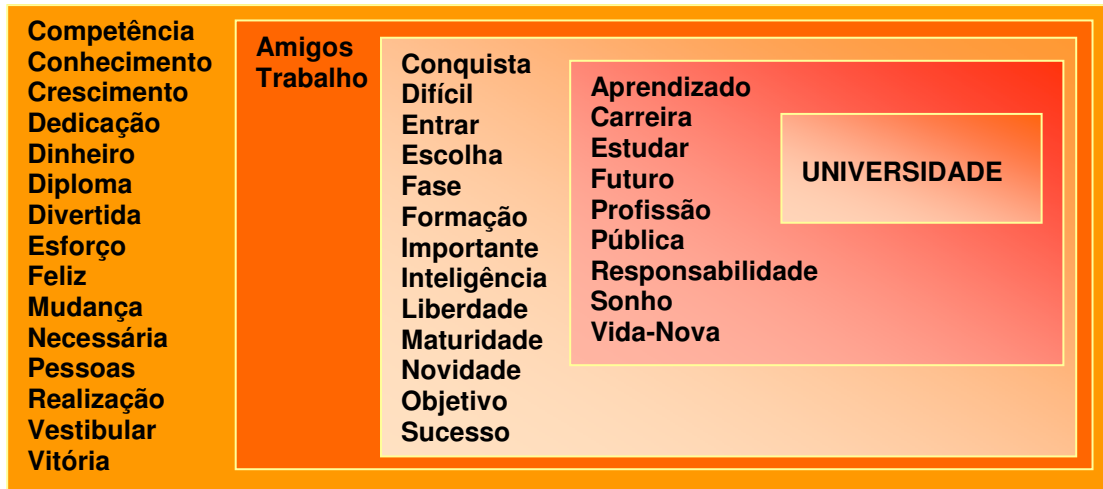 Competência
Conhecimento
Crescimento
Dedicação
Dinheiro
Diploma
Divertida
Esforço
Feliz
Mudança
Necessária
Pessoas
Realização
Vestibular
Vitória
Amigos
Trabalho
Conquista
Difícil
Entrar
Escolha
Fase
Formação
Importante
Inteligência
Liberdade
Maturidade
Novidade
Objetivo
Sucesso
Aprendizado
Carreira
Estudar
Futuro
Profissão
Pública
Responsabilidade
Sonho
Vida-Nova
UNIVERSIDADE